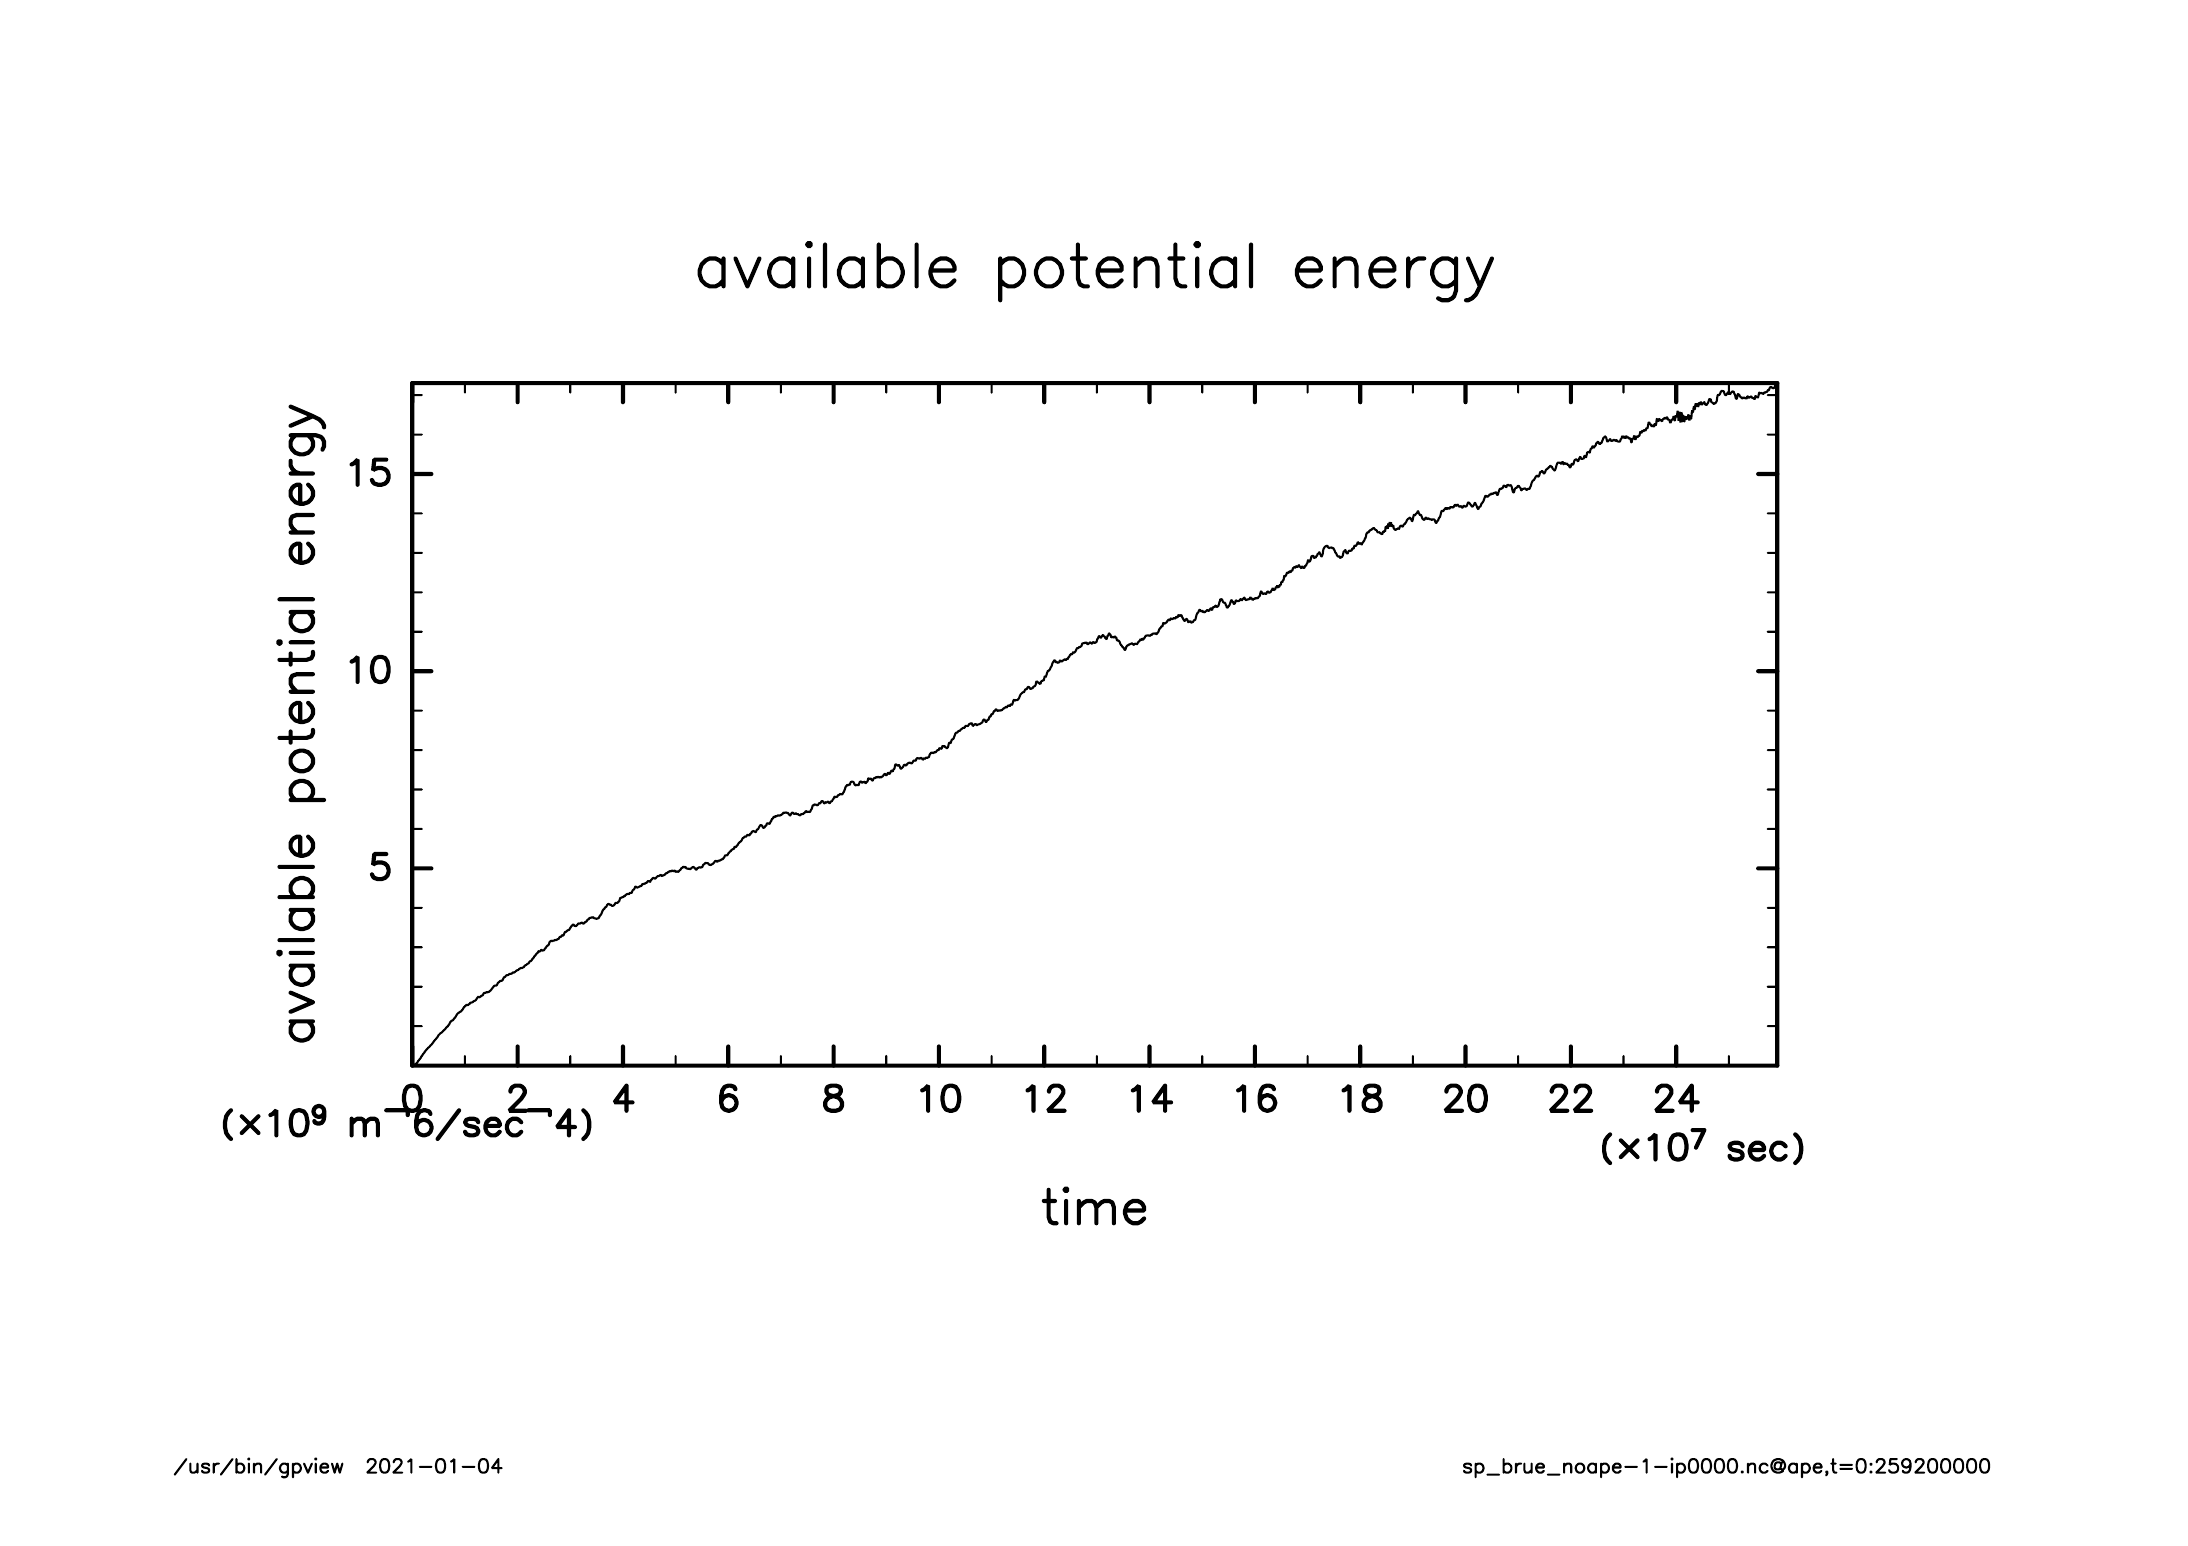 available potential energy
available potential energy
15
10
5
0 2 4 6 8 10 12 14 16 18 20 22 24
(×10⁹ m⁻6/sec⁻4)
(×10⁷ sec)
time
/usr/bin/gpview 2021-01-04
sp_brue_noape-1-ip0000.nc@ape,t=0:259200000